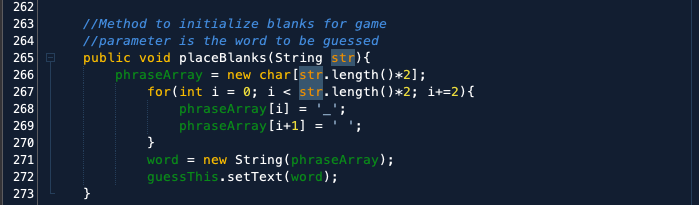 262
263 //Method to initialize blanks for game
264 //parameter is the word to be guessed
265 public void placeBlanks(String str){
266 phraseArray = new char[str.length()*2];
267 for(int i = 0; i < str.length()*2; i+=2){
268 phraseArray[i] = '_';
269 phraseArray[i+1] = ' ';
270 }
271 word = new String(phraseArray);
272 guessThis.setText(word);
273 }